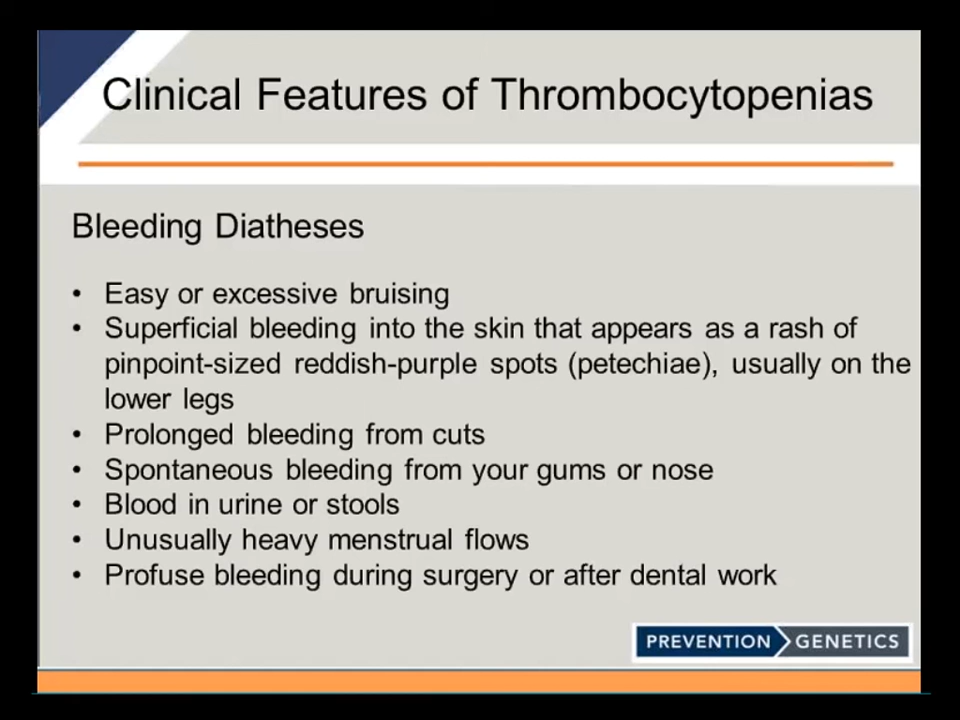 Clinical Features of Thrombocytopenias
Bleeding Diatheses
• Easy or excessive bruising
• Superficial bleeding into the skin that appears as a rash of
pinpoint-sized reddish-purple spots (petechiae), usually on the
lower legs
• Prolonged bleeding from cuts
• Spontaneous bleeding from your gums or nose
• Blood in urine or stools
• Unusually heavy menstrual flows
• Profuse bleeding during surgery or after dental work
PREVENTION GENETICS